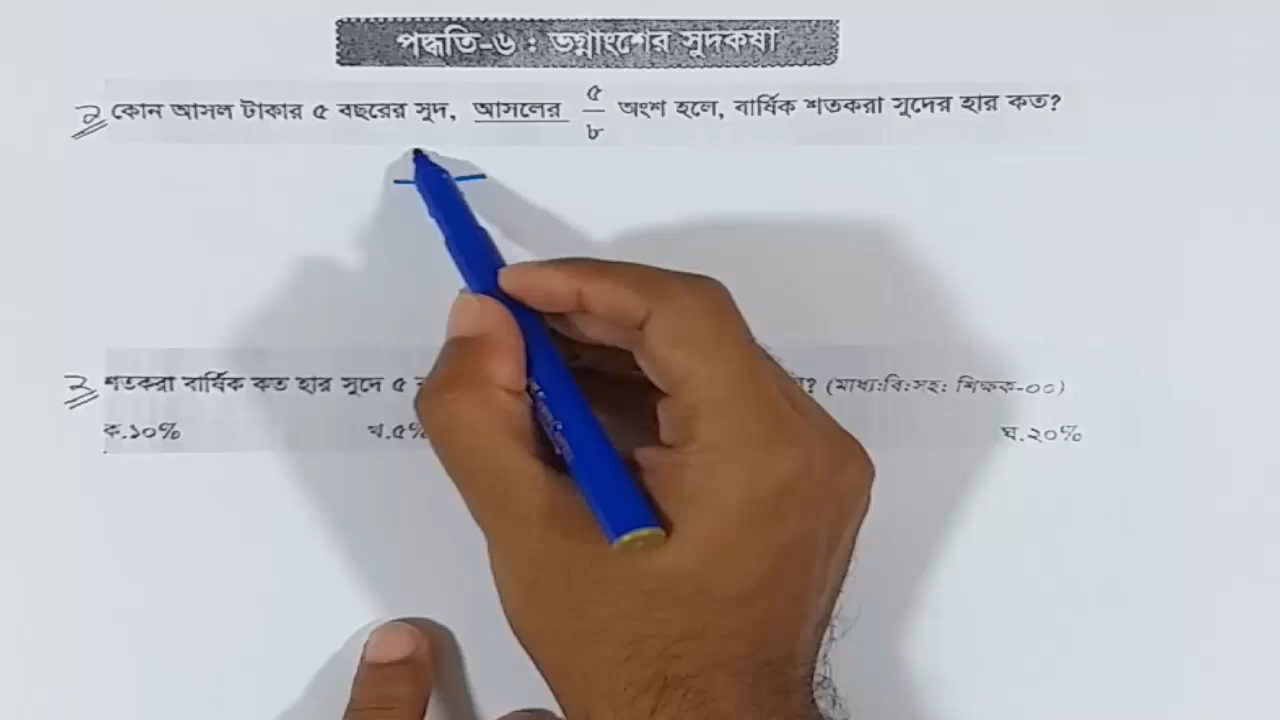 পদ্ধতি-৬ : ভগ্নাংশের সুদকষা
১ কোন আসল টাকার ৫ বছরের সুদ, আসলের ৫/৮ অংশ হলে, বার্ষিক শতকরা সুদের হার কত?
২ শতকরা বার্ষিক কত হার সুদে ৫ (মাধ্য:বি:সহ: শিক্ষক-০০)
ক.১০% খ.৫% ঘ.২০%